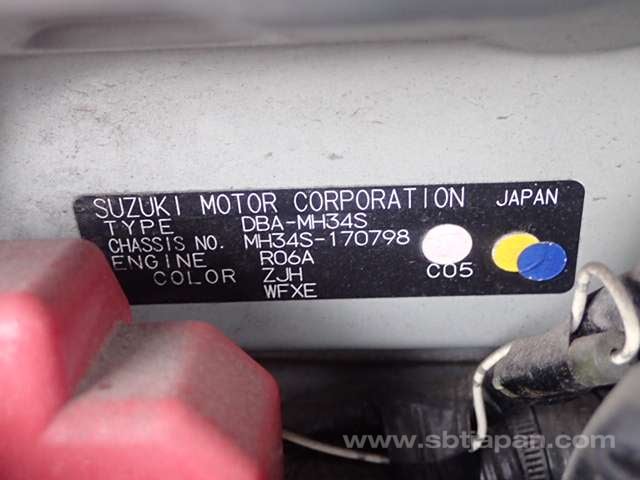 SUZUKI MOTOR CORPORATION JAPAN
TYPE DBA-MH34S
CHASSIS NO. MH34S-170798
ENGINE R06A
COLOR ZJH C05
WFXE
www.sbtjapan.com